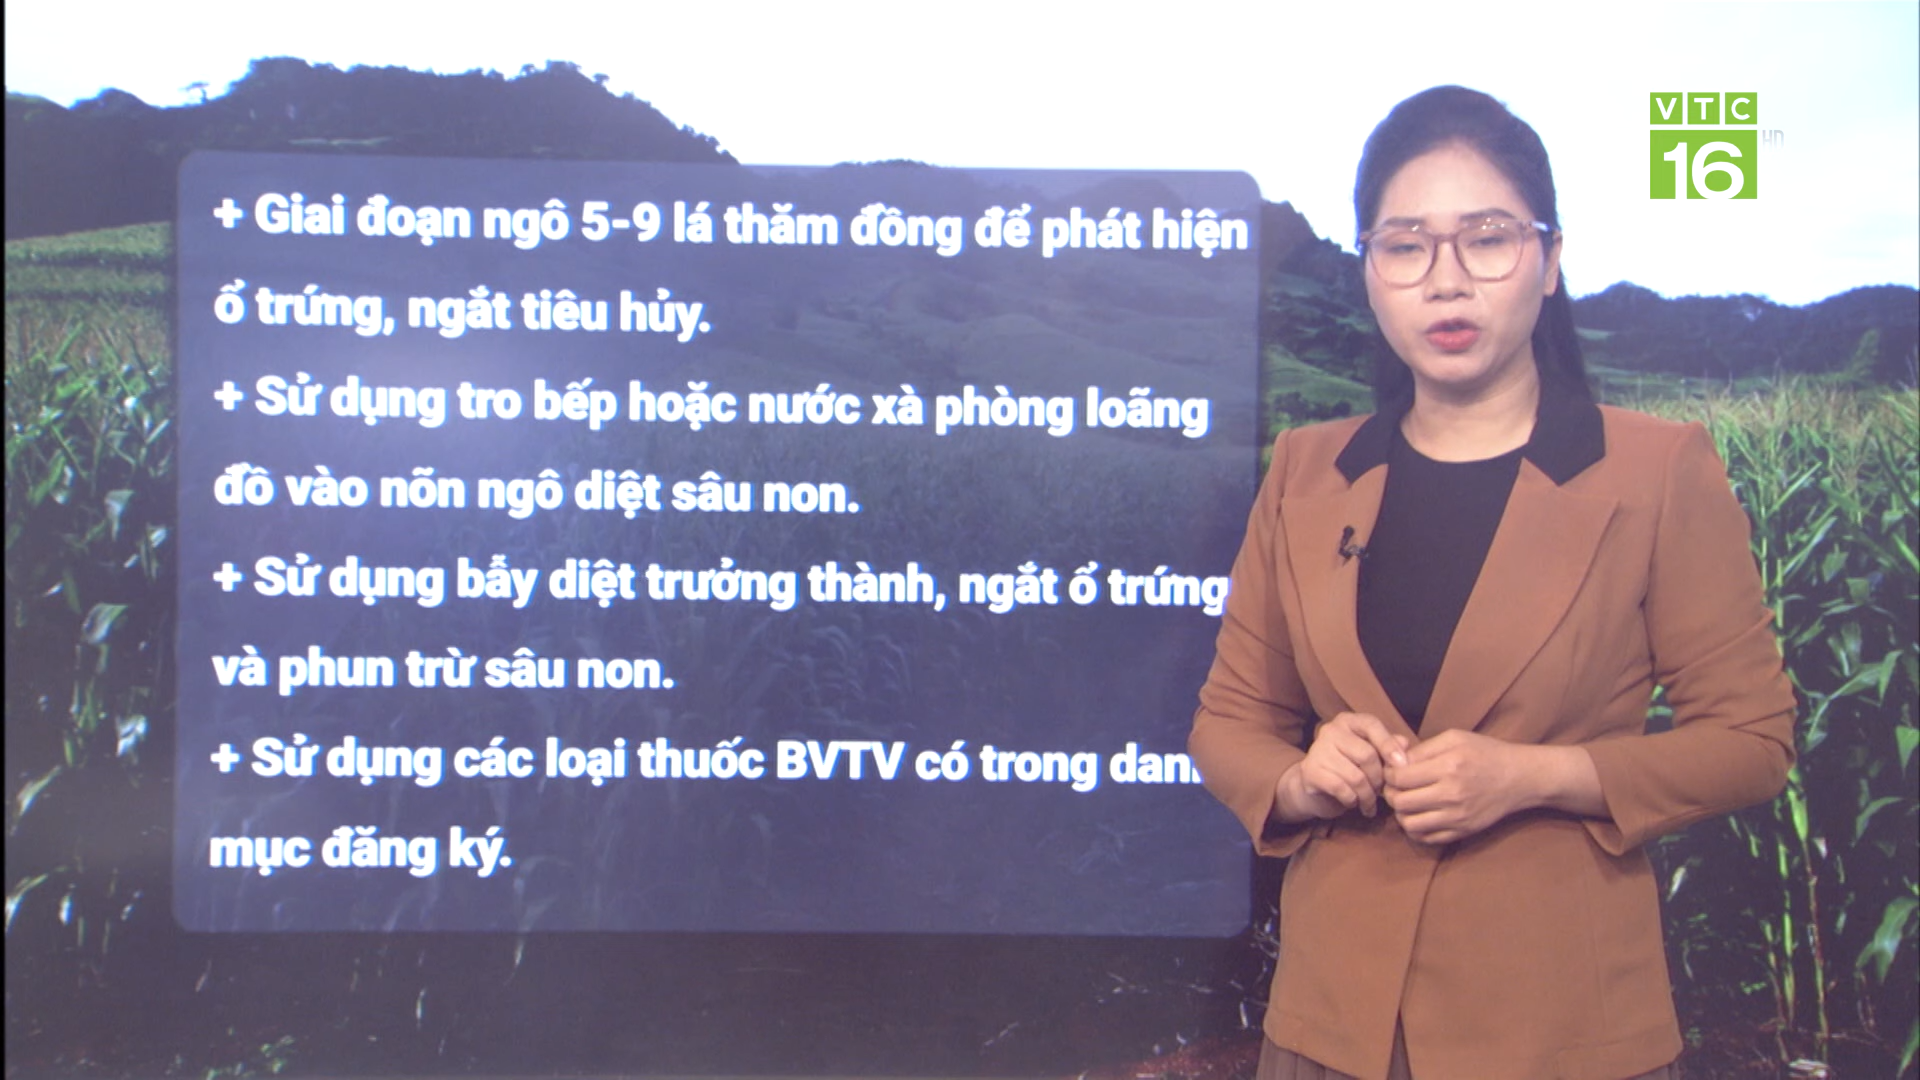 + Giai đoạn ngô 5-9 lá thăm đồng để phát hiện
ổ trứng, ngắt tiêu hủy.
+ Sử dụng tro bếp hoặc nước xà phòng loãng
đồ vào nõn ngô diệt sâu non.
+ Sử dụng bẫy diệt trưởng thành, ngắt ổ trứng
và phun trừ sâu non.
+ Sử dụng các loại thuốc BVTV có trong
mục đăng ký.
VTC
16
HD